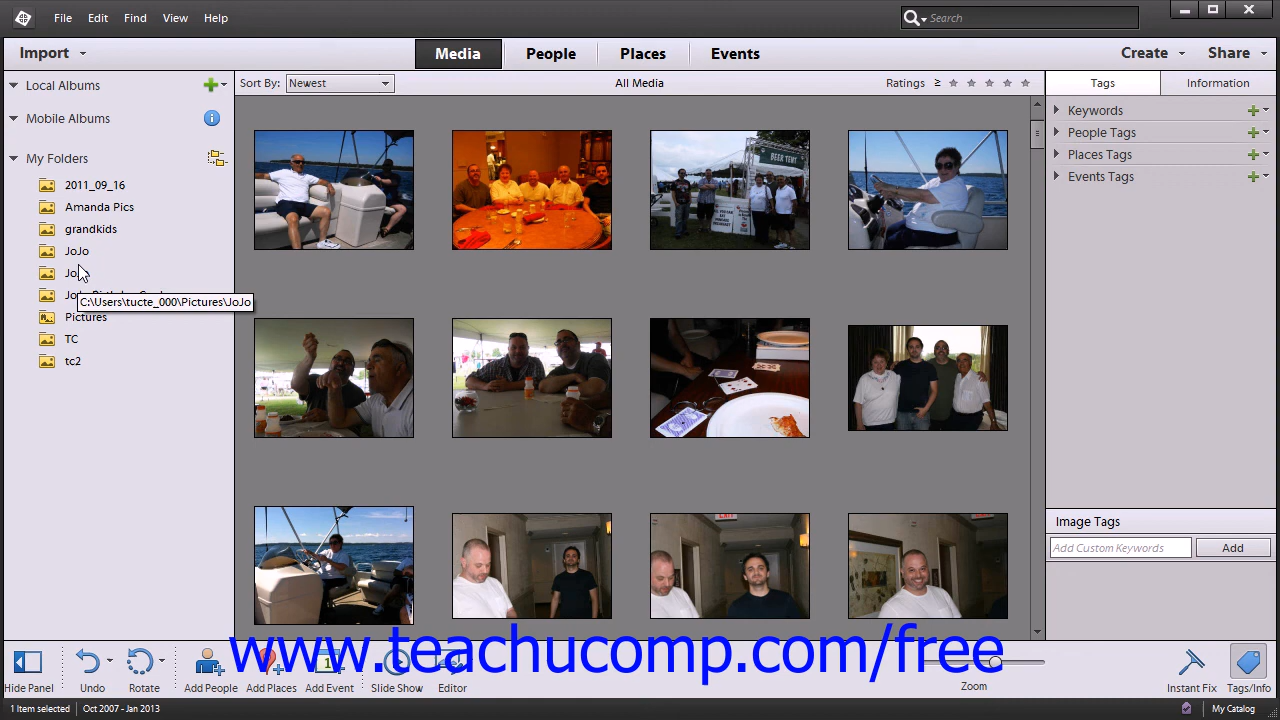 File Edit Find View Help
Search
Import Media People Places Events Create Share
Local Albums
Mobile Albums
My Folders
2011_09_16
Amanda Pics
grandkids
JoJo
C:\Users\tucte_000\Pictures\JoJo
Pictures
TC
tc2
Sort By: Newest All Media Ratings ≥
BEER TENT
EXIT
Tags Information
Keywords
People Tags
Places Tags
Events Tags
Image Tags
Add Custom Keywords Add
www.teachucomp.com/free
Hide Panel Undo Rotate Add People Add Places Add Event Slide Show Editor Zoom Instant Fix Tags/Info
1 Item selected Oct 2007 - Jan 2013 My Catalog